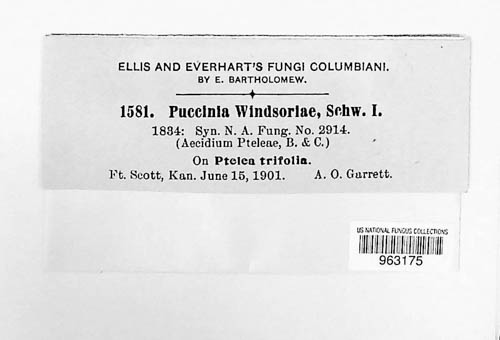 ELLIS AND EVERHART'S FUNGI COLUMBIANI.
BY E. BARTHOLOMEW.
1581. Puccinia Windsoriae, Schw. I.
1834: Syn. N. A. Fung. No. 2914.
(Aecidium Pteleae, B. & C.)
On Ptelea trifolia.
Ft. Scott, Kan. June 15, 1901. A. O. Garrett.
US NATIONAL FUNGUS COLLECTIONS
963175